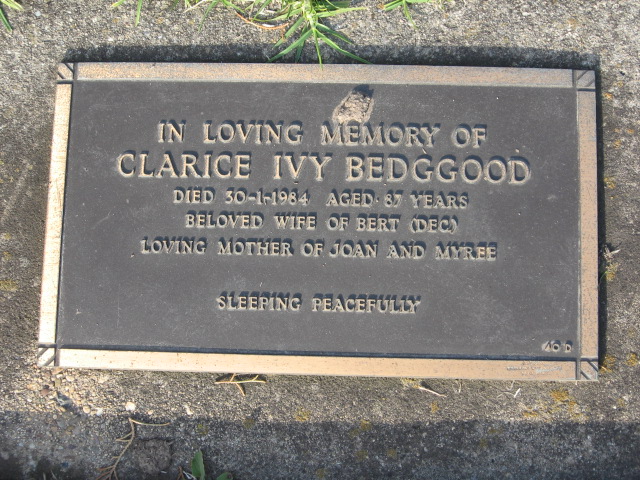 IN LOVING MEMORY OF
CLARICE IVY BEDGGOOD
DIED 30-1-1984 AGED 87 YEARS
BELOVED WIFE OF BERT (DEC.)
LOVING MOTHER OF JOAN AND MYREE
SLEEPING PEACEFULLY
46 D